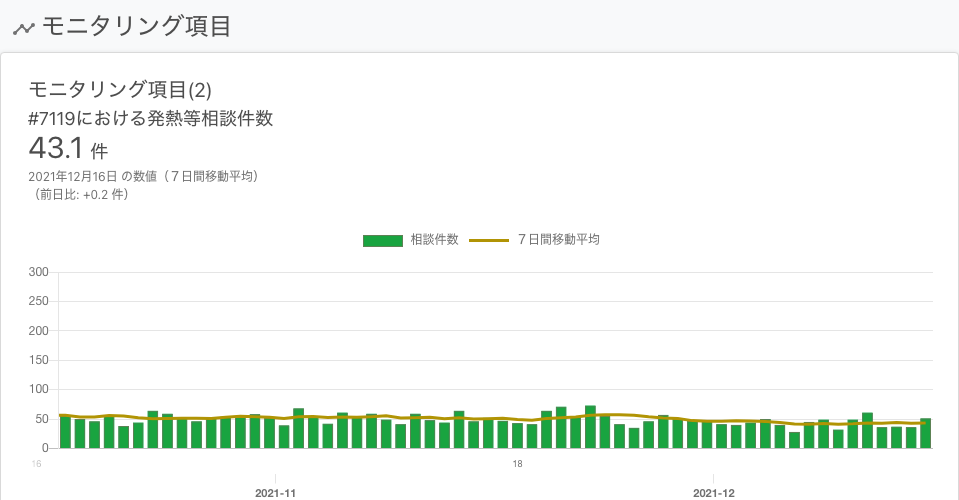 モニタリング項目
モニタリング項目(2)
#7119における発熱等相談件数
43.1 件
2021年12月16日 の数値（７日間移動平均）
（前日比: +0.2 件）
相談件数 ７日間移動平均
300
250
200
150
100
50
0
16 18
2021-11 2021-12